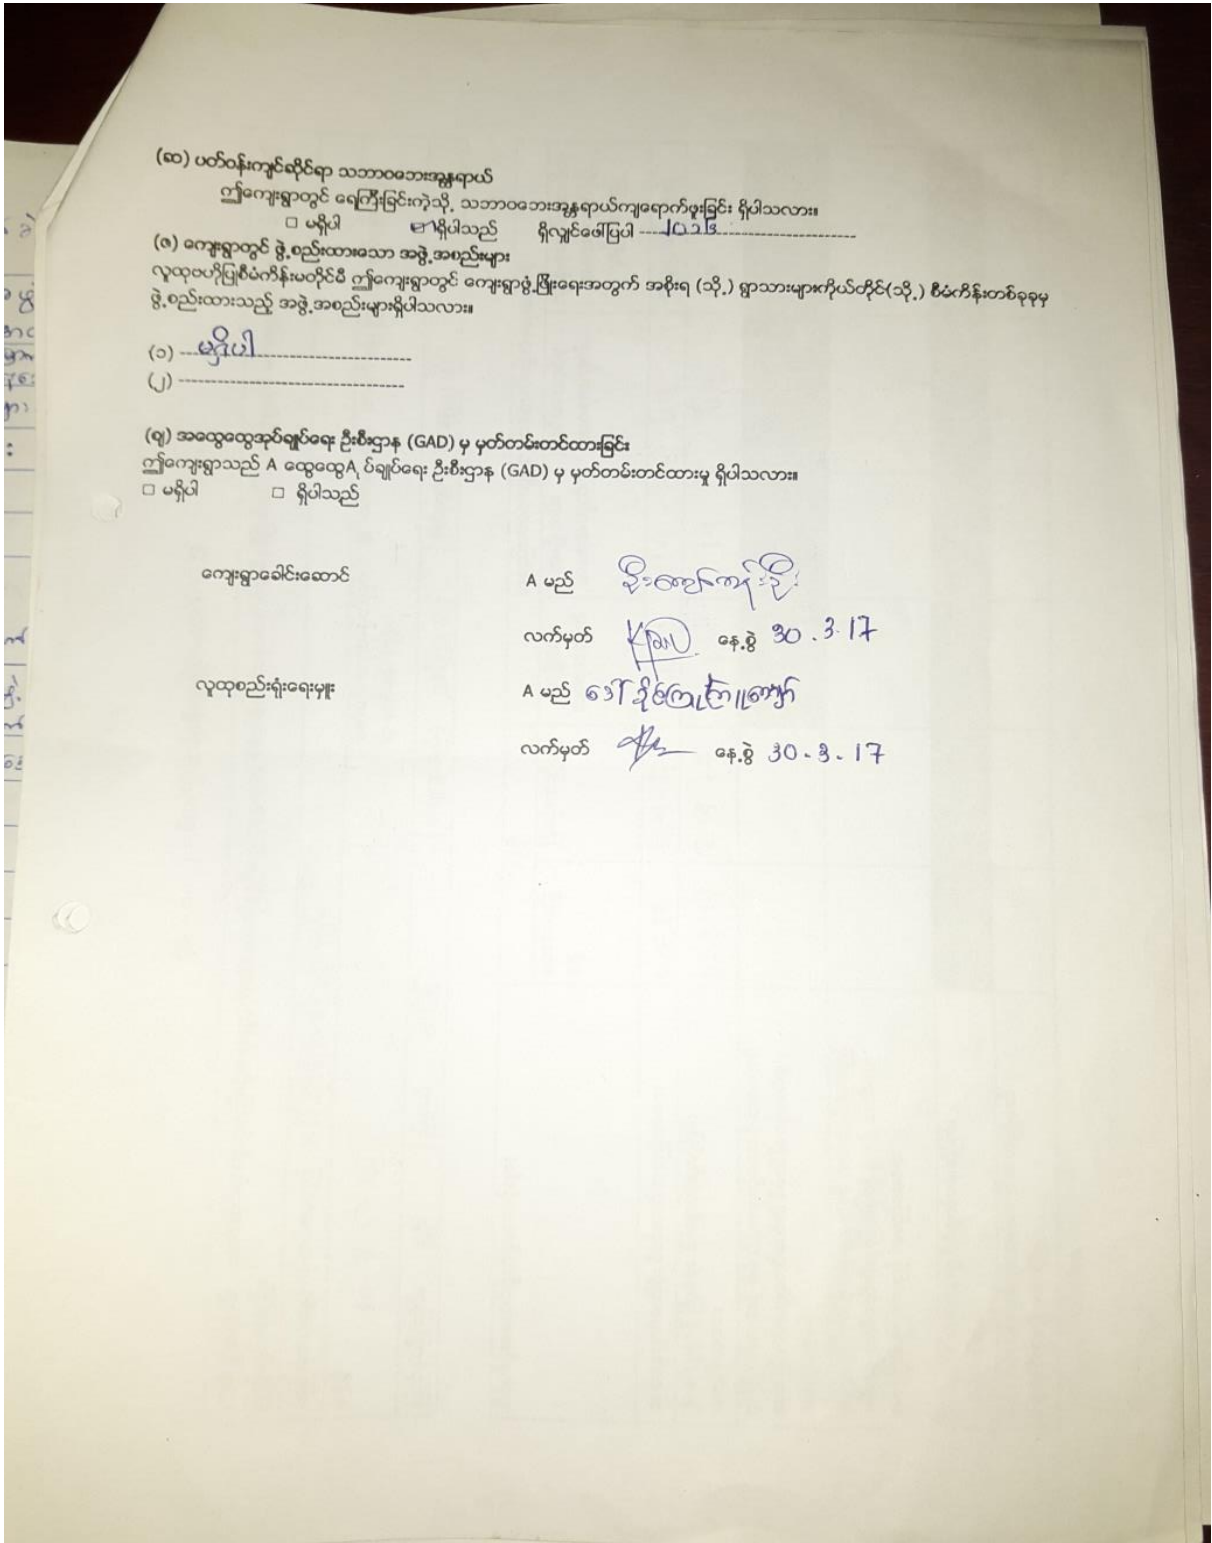 (ဆ) ပတ်ဝန်းကျင်ဆိုင်ရာ သဘာဝဘေးအန္တရာယ်
ဤကျေးရွာတွင် ရေကြီးခြင်းကဲ့သို့ သဘာဝဘေးအန္တရာယ်ကျရောက်ဖူးခြင်း ရှိပါသလား။
□ မရှိပါ ရှိပါသည် ရှိလျှင်ဖေါ်ပြပါ
(ဇ) ကျေးရွာတွင် ဖွဲ့စည်းထားသော အဖွဲ့အစည်းများ
လူထုဗဟိုပြုစီမံကိန်းမတိုင်မီ ဤကျေးရွာတွင် ကျေးရွာဖွံ့ဖြိုးရေးအတွက် အစိုးရ (သို့) ရွာသားများကိုယ်တိုင်(သို့) စီမံကိန်းတစ်ခုခုမှ
ဖွဲ့စည်းထားသည့် အဖွဲ့အစည်းများရှိပါသလား။
(၁) မရှိပါ
(၂)
(ဈ) အထွေထွေအုပ်ချုပ်ရေး ဦးစီးဌာန (GAD) မှ မှတ်တမ်းတင်ထားခြင်း
ဤကျေးရွာသည် A ထွေထွေA ုပ်ချုပ်ရေး ဦးစီးဌာန (GAD) မှ မှတ်တမ်းတင်ထားမှု ရှိပါသလား။
□ မရှိပါ □ ရှိပါသည်
ကျေးရွာခေါင်းဆောင် A မည်
လက်မှတ် နေ့စွဲ 30.3.17
လူထုစည်းရုံးရေးမှူး A မည် ဒေါ်
လက်မှတ် နေ့စွဲ 30-3-17